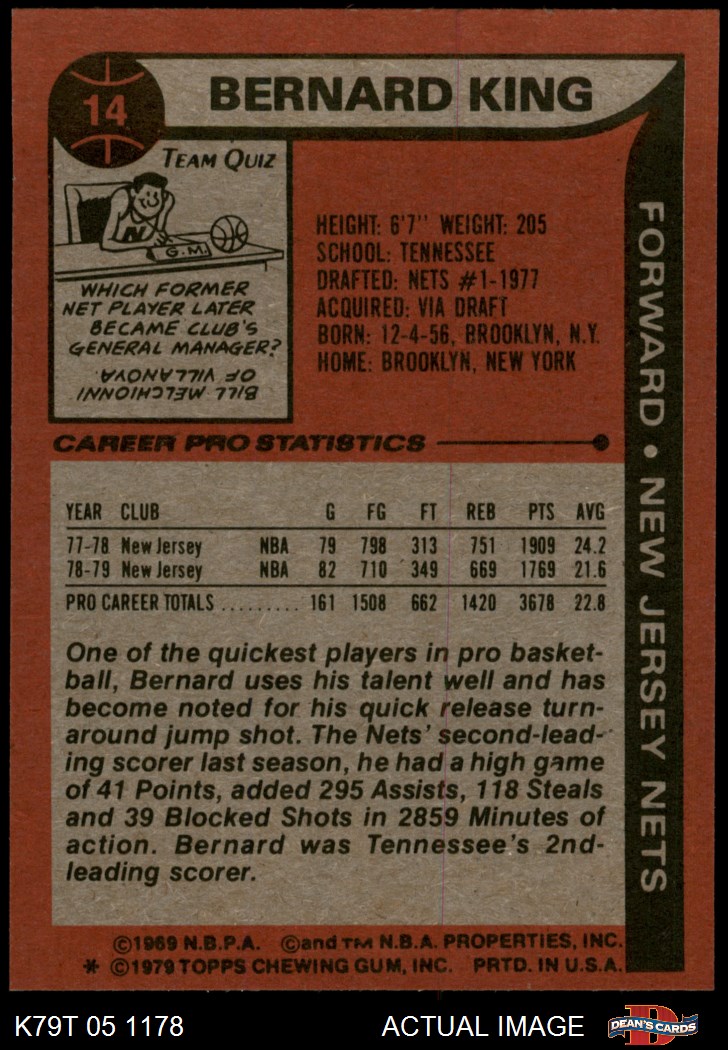 14
BERNARD KING
TEAM QUIZ
G.M.
N
WHICH FORMER
NET PLAYER LATER
BECAME CLUB'S
GENERAL MANAGER?
BILL MELCHIONNI
OF VILLANOVA.
HEIGHT: 6'7" WEIGHT: 205
SCHOOL: TENNESSEE
DRAFTED: NETS #1-1977
ACQUIRED: VIA DRAFT
BORN: 12-4-56, BROOKLYN, N.Y.
HOME: BROOKLYN, NEW YORK
FORWARD • NEW JERSEY NETS
CAREER PRO STATISTICS
YEAR CLUB G FG FT REB PTS AVG
77-78 New Jersey NBA 79 798 313 751 1909 24.2
78-79 New Jersey NBA 82 710 349 669 1769 21.6
PRO CAREER TOTALS ......... 161 1508 662 1420 3678 22.8
One of the quickest players in pro basket-
ball, Bernard uses his talent well and has
become noted for his quick release turn-
around jump shot. The Nets' second-lead-
ing scorer last season, he had a high game
of 41 Points, added 295 Assists, 118 Steals
and 39 Blocked Shots in 2859 Minutes of
action. Bernard was Tennessee's 2nd-
leading scorer.
©1969 N.B.P.A. ©and TM N.B.A. PROPERTIES, INC.
* ©1979 TOPPS CHEWING GUM, INC. PRTD. IN U.S.A.
K79T 05 1178 ACTUAL IMAGE
D
DEAN'S CARDS